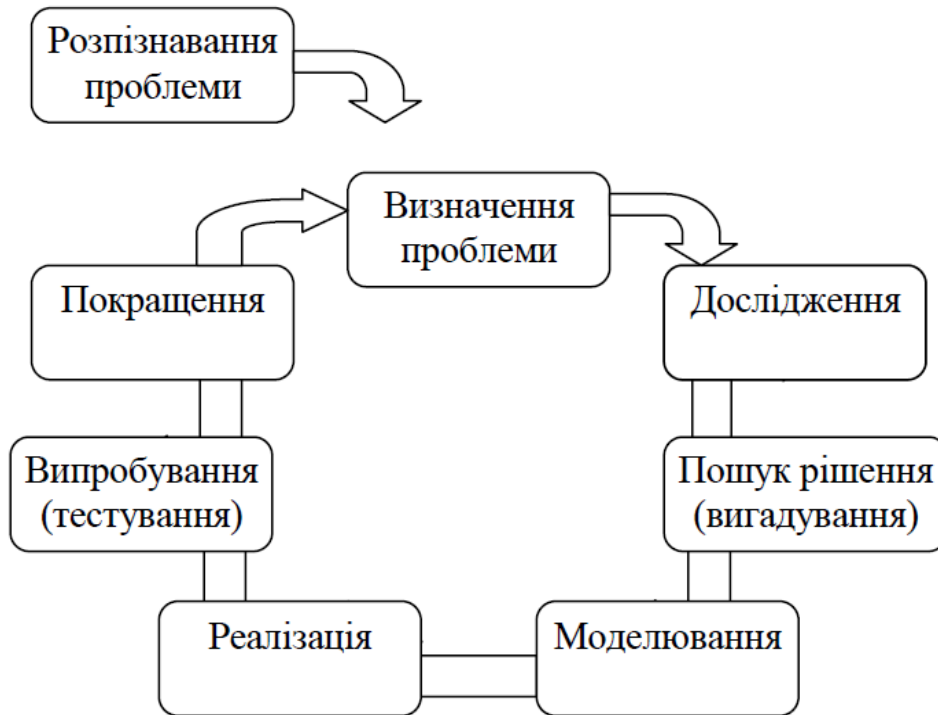 Розпізнавання
проблеми
Визначення
проблеми
Покращення
Дослідження
Випробування
(тестування)
Пошук рішення
(вигадування)
Реалізація
Моделювання